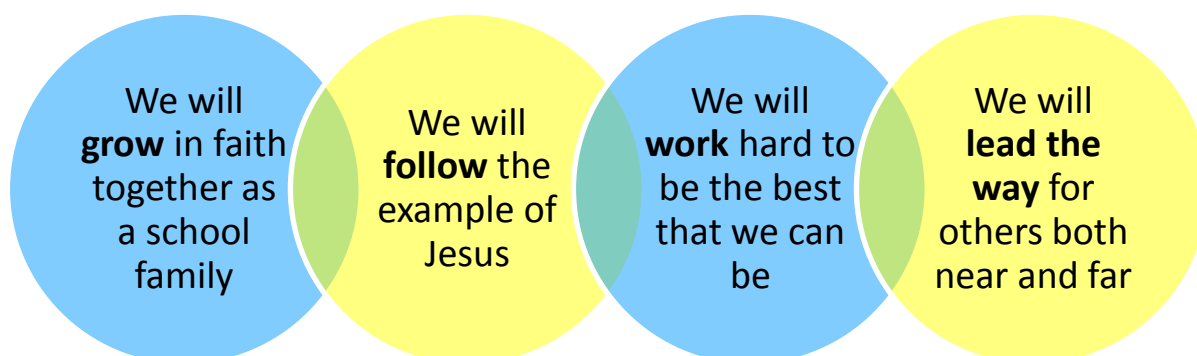 We will
grow in faith
together as
a school
family
We will
follow the
example of
Jesus
We will
work hard to
be the best
that we can
be
We will
lead the
way for
others both
near and far